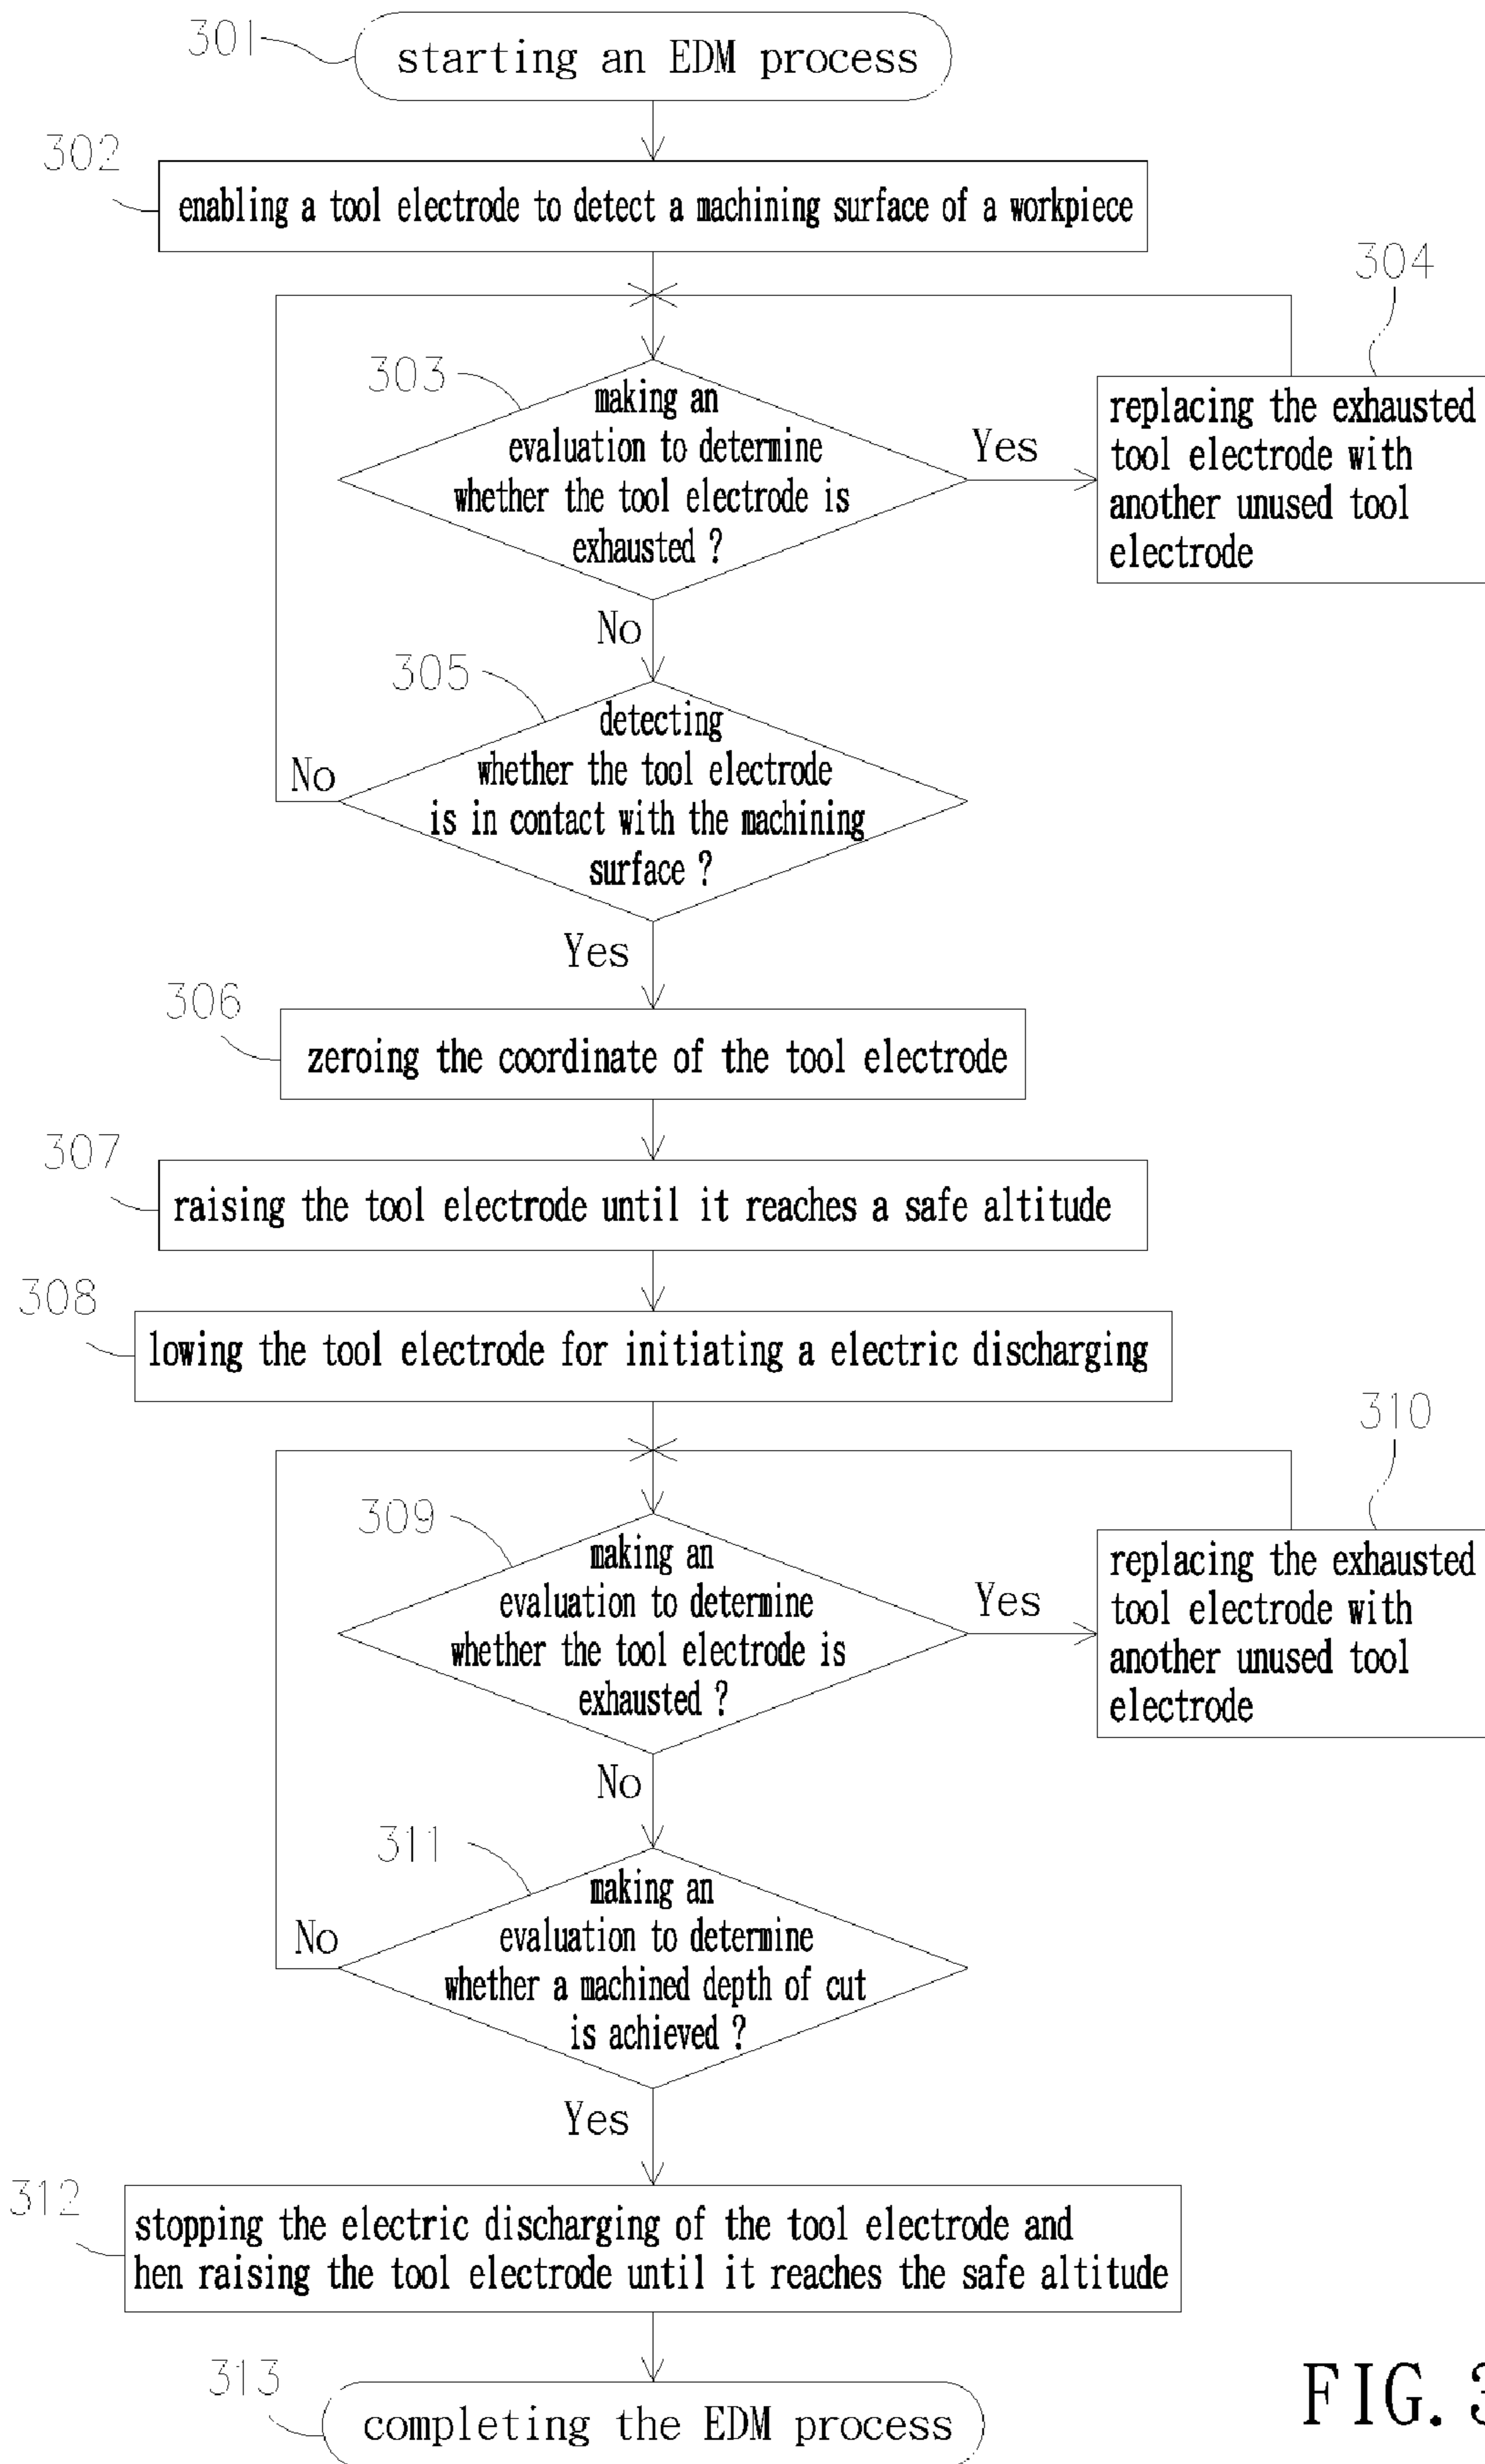 301
starting an EDM process
302
enabling a tool electrode to detect a machining surface of a workpiece
304
303
making an
evaluation to determine
whether the tool electrode is
exhausted ?
Yes
replacing the exhausted
tool electrode with
another unused tool
electrode
No
305
detecting
whether the tool electrode
is in contact with the machining
surface ?
No
Yes
306
zeroing the coordinate of the tool electrode
307
raising the tool electrode until it reaches a safe altitude
308
lowing the tool electrode for initiating a electric discharging
310
309
making an
evaluation to determine
whether the tool electrode is
exhausted ?
Yes
replacing the exhausted
tool electrode with
another unused tool
electrode
No
311
making an
evaluation to determine
whether a machined depth of cut
is achieved ?
No
Yes
312
stopping the electric discharging of the tool electrode and
hen raising the tool electrode until it reaches the safe altitude
313
completing the EDM process
FIG. 3